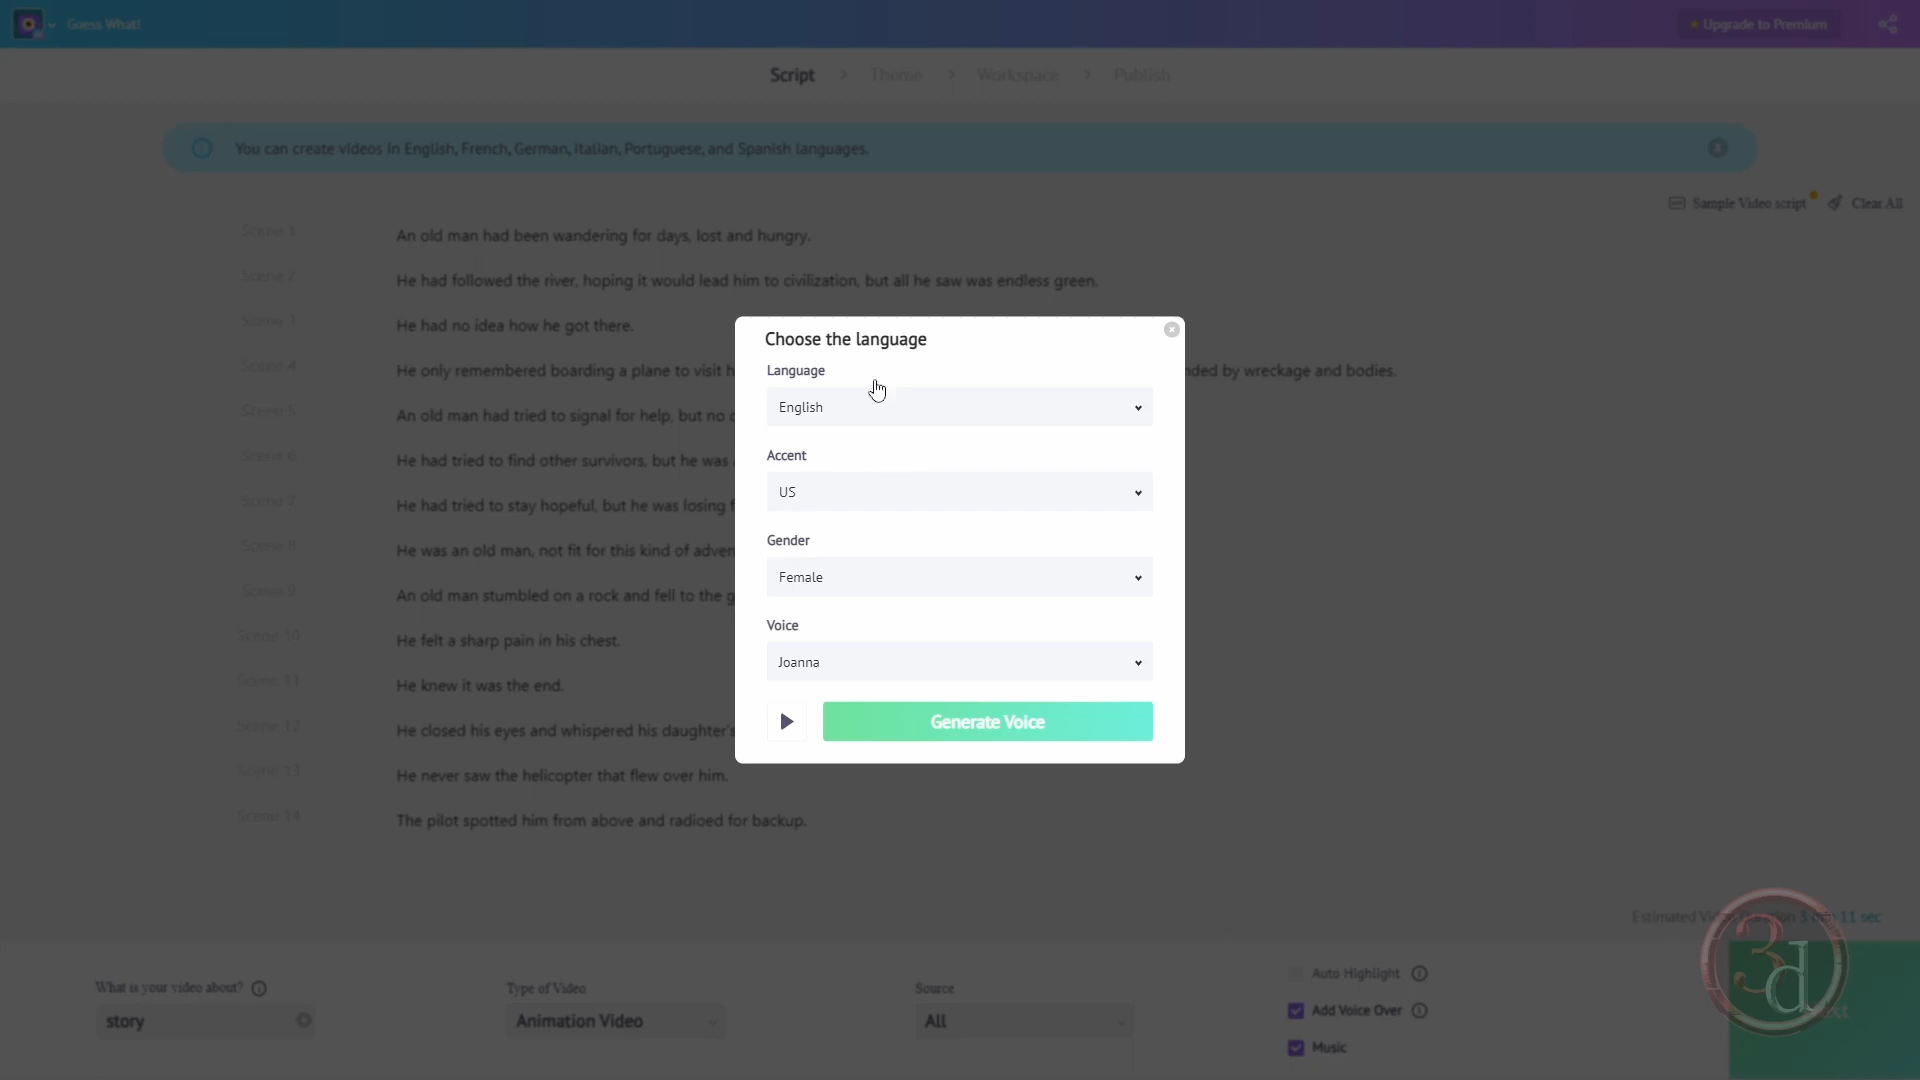 Guess What!
Upgrade to Premium
Script > Theme > Workspace > Publish
You can create videos in English, French, German, Italian, Portuguese, and Spanish languages.
Sample Video script
Clear All
Scene 1 An old man had been wandering for days, lost and hungry.
Scene 2 He had followed the river, hoping it would lead him to civilization, but all he saw was endless green.
Scene 3 He had no idea how he got there.
Scene 4 He only remembered boarding a plane to visit h
nded by wreckage and bodies.
Scene 5 An old man had tried to signal for help, but no
Scene 6 He had tried to find other survivors, but he was
Scene 7 He had tried to stay hopeful, but he was losing f
Scene 8 He was an old man, not fit for this kind of adven
Scene 9 An old man stumbled on a rock and fell to the g
Scene 10 He felt a sharp pain in his chest.
Scene 11 He knew it was the end.
Scene 12 He closed his eyes and whispered his daughter's
Scene 13 He never saw the helicopter that flew over him.
Scene 14 The pilot spotted him from above and radioed for backup.
Choose the language
Language
English
Accent
US
Gender
Female
Voice
Joanna
Generate Voice
Estimated 3 11 sec
What is your video about?
story
Type of Video
Animation Video
Source
All
Auto Highlight
Add Voice Over
Music
3d